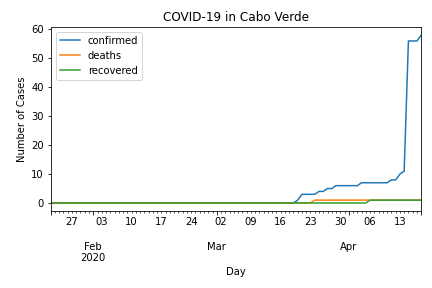 COVID-19 in Cabo Verde
60
50
40
30
20
10
0
Number of Cases
confirmed
deaths
recovered
27 03 10 17 24 02 09 16 23 30 06 13
Feb Mar Apr
2020
Day